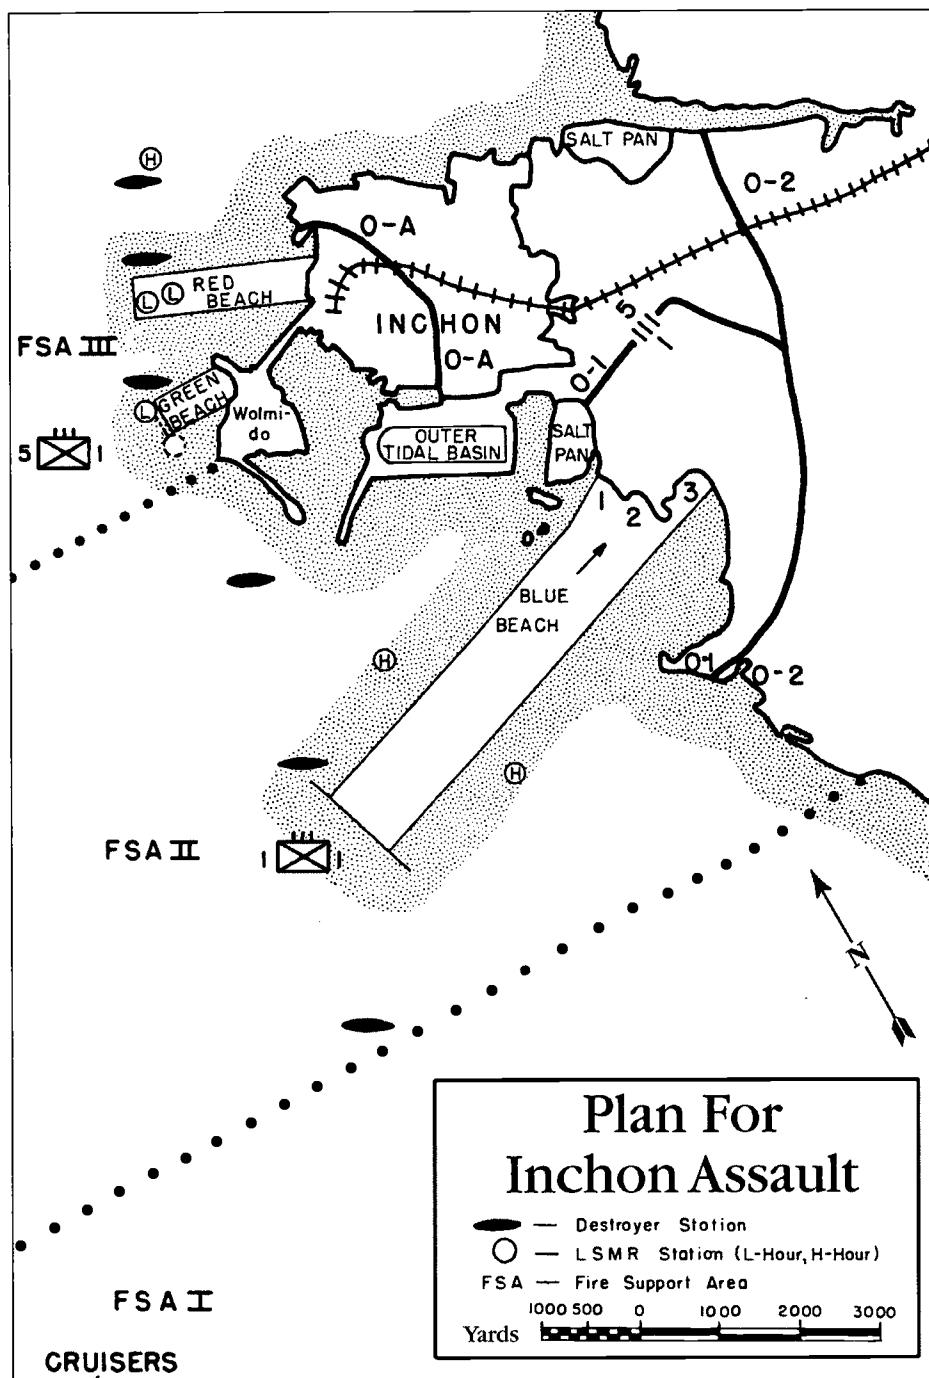 SALT PAN
H
O-2
O-A
RED
BEACH
L
L
5
INCHON
FSA III
O-A
O-1
1
GREEN
BEACH
L
Wolmi-
do
SALT
PAN
OUTER
TIDAL BASIN
5
1
1
2
3
BLUE
BEACH
H
O-1
O-2
H
FSA II
1
1
N
Plan For
Inchon Assault
— Destroyer Station
— LSMR Station (L-Hour, H-Hour)
FSA — Fire Support Area
1000 500 0 1000 2000 3000
Yards
FSA I
CRUISERS